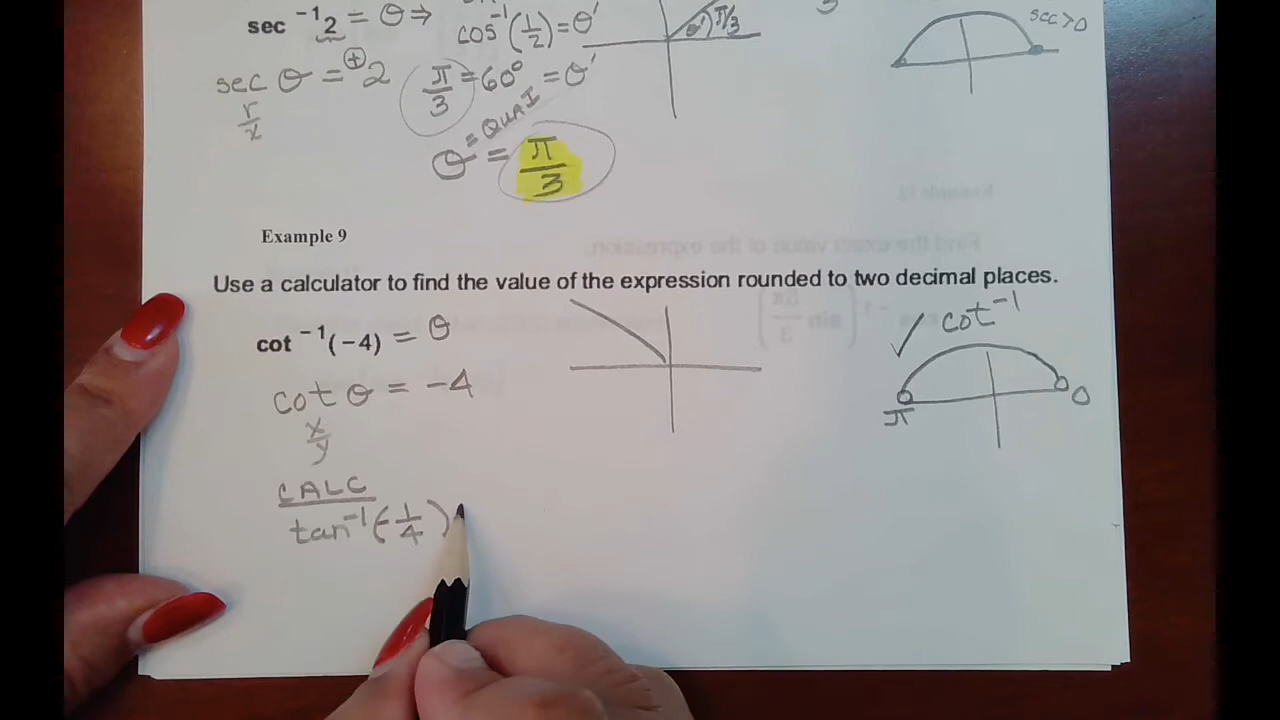 sec ⁻¹2 = θ ⇒
cos⁻¹(1/2) = θ'
θ' π/3
sec > 0
sec θ = ⊕2
r/x
π/3 = 60° = θ'
= QUAD I
θ = π/3
Example 9
Use a calculator to find the value of the expression rounded to two decimal places.
cot ⁻¹(−4) = θ
✓ cot⁻¹
cot θ = −4
x/y
π
0
CALC
tan⁻¹(−1/4)